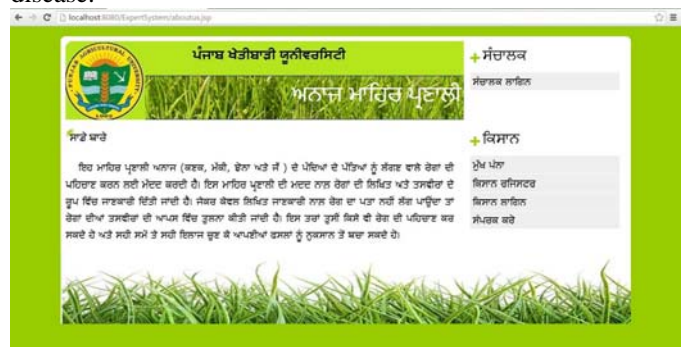 disease.
localhost:8080/ExpertSystem/aboutus.jsp
ਪੰਜਾਬ ਖੇਤੀਬਾੜੀ ਯੂਨੀਵਰਸਿਟੀ
ਅਨਾਜ ਮਾਹਿਰ ਪ੍ਰਣਾਲੀ
ਸਾਡੇ ਬਾਰੇ
ਇਹ ਮਾਹਿਰ ਪ੍ਰਣਾਲੀ ਅਨਾਜ (ਕਣਕ, ਮੱਕੀ, ਝੋਨਾ ਅਤੇ ਜੌਂ ) ਦੇ ਪੌਦਿਆਂ ਦੇ ਪੱਤਿਆਂ ਨੂੰ ਲੱਗਣ ਵਾਲੇ ਰੋਗਾਂ ਦੀ
ਪਹਿਚਾਣ ਕਰਨ ਲਈ ਮੱਦਦ ਕਰਦੀ ਹੈ। ਇਸ ਮਾਹਿਰ ਪ੍ਰਣਾਲੀ ਦੀ ਮਦਦ ਨਾਲ ਰੋਗਾਂ ਦੀ ਲਿਖਿਤ ਅਤੇ ਤਸਵੀਰਾਂ ਦੇ
ਰੂਪ ਵਿੱਚ ਜਾਣਕਾਰੀ ਦਿੱਤੀ ਜਾਂਦੀ ਹੈ। ਜੇਕਰ ਕੇਵਲ ਲਿਖਿਤ ਜਾਣਕਾਰੀ ਨਾਲ ਰੋਗ ਦਾ ਪਤਾ ਨਹੀਂ ਲੱਗ ਪਾਉਂਦਾ ਤਾਂ
ਰੋਗਾਂ ਦੀਆਂ ਤਸਵੀਰਾਂ ਦੀ ਆਪਸ ਵਿੱਚ ਤੁਲਨਾ ਕੀਤੀ ਜਾਂਦੀ ਹੈ। ਇਸ ਤਰਾਂ ਤੁਸੀਂ ਕਿਸੇ ਵੀ ਰੋਗ ਦੀ ਪਹਿਚਾਣ ਕਰ
ਸਕਦੇ ਹੋ ਅਤੇ ਸਹੀ ਸਮੇਂ ਤੇ ਸਹੀ ਇਲਾਜ ਚੁਣ ਕੇ ਆਪਣੀਆਂ ਫਸਲਾਂ ਨੂੰ ਨੁਕਸਾਨ ਤੋਂ ਬਚਾ ਸਕਦੇ ਹੋ।
ਸੰਚਾਲਕ
ਸੰਚਾਲਕ ਲਾਗਿਨ
ਕਿਸਾਨ
ਮੁੱਖ ਪੰਨਾ
ਕਿਸਾਨ ਰਜਿਸਟਰ
ਕਿਸਾਨ ਲਾਗਿਨ
ਸੰਪਰਕ ਕਰੋ